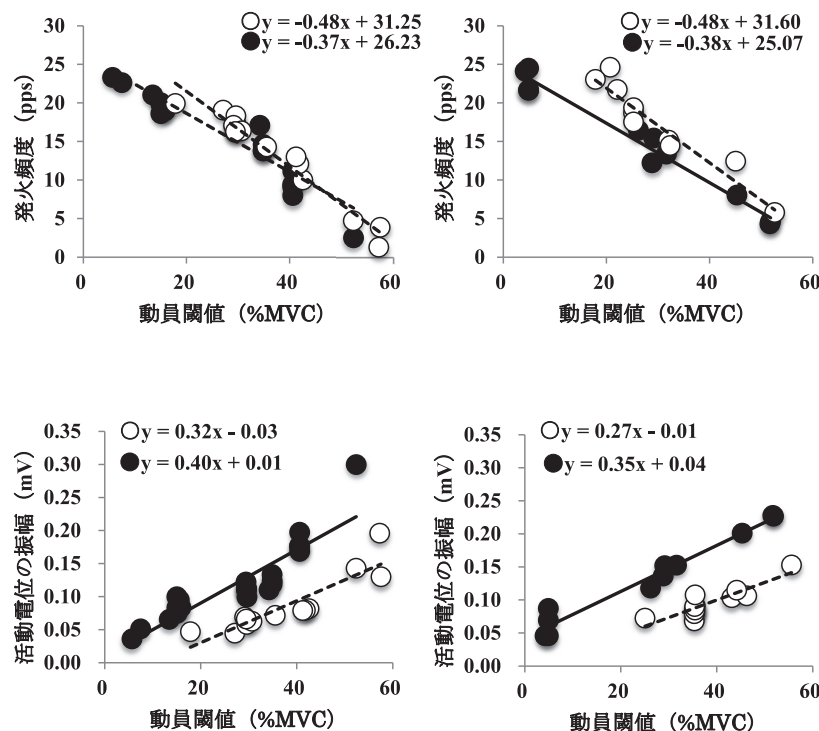 y = -0.48x + 31.25
y = -0.37x + 26.23
発火頻度 (pps)
35
30
25
20
15
10
5
0
0 20 40 60
動員閾値 (%MVC)
y = -0.48x + 31.60
y = -0.38x + 25.07
発火頻度 (pps)
35
30
25
20
15
10
5
0
0 20 40 60
動員閾値 (%MVC)
y = 0.32x - 0.03
y = 0.40x + 0.01
活動電位の振幅 (mV)
0.35
0.30
0.25
0.20
0.15
0.10
0.05
0.00
0 20 40 60
動員閾値 (%MVC)
y = 0.27x - 0.01
y = 0.35x + 0.04
活動電位の振幅 (mV)
0.35
0.30
0.25
0.20
0.15
0.10
0.05
0.00
0 20 40 60
動員閾値 (%MVC)